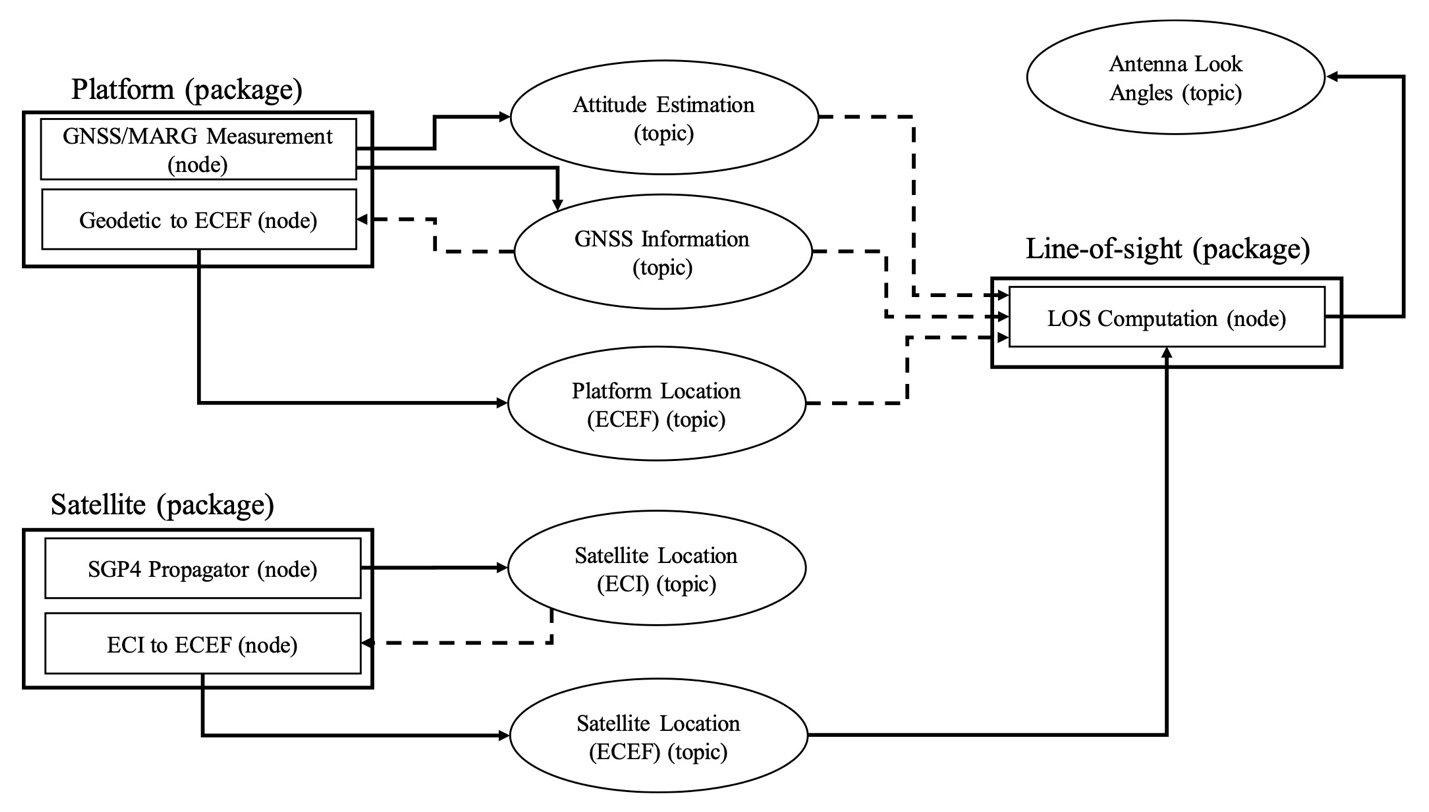 Platform (package)
GNSS/MARG Measurement
(node)
Geodetic to ECEF (node)
Attitude Estimation
(topic)
GNSS Information
(topic)
Platform Location
(ECEF) (topic)
Antenna Look
Angles (topic)
Line-of-sight (package)
LOS Computation (node)
Satellite (package)
SGP4 Propagator (node)
ECI to ECEF (node)
Satellite Location
(ECI) (topic)
Satellite Location
(ECEF) (topic)